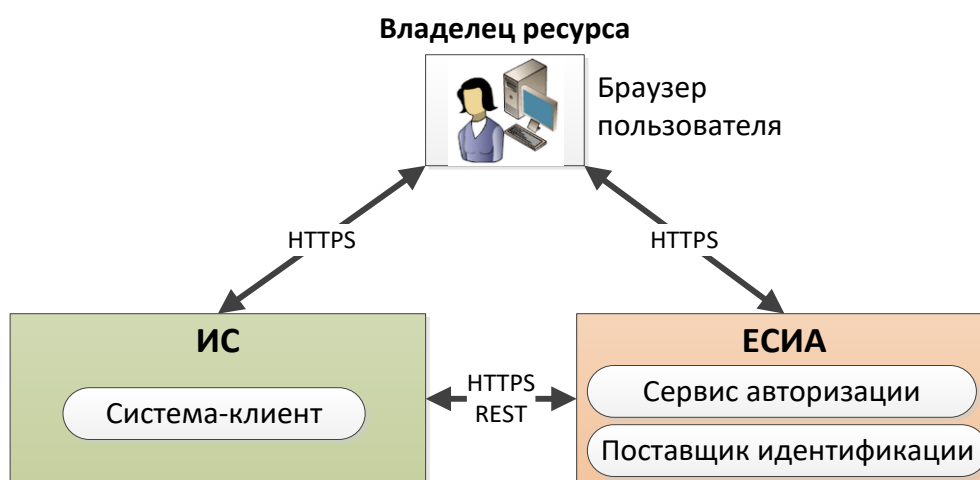 Владелец ресурса
Браузер
пользователя
HTTPS
HTTPS
ИС
Система-клиент
HTTPS
REST
ЕСИА
Сервис авторизации
Поставщик идентификации